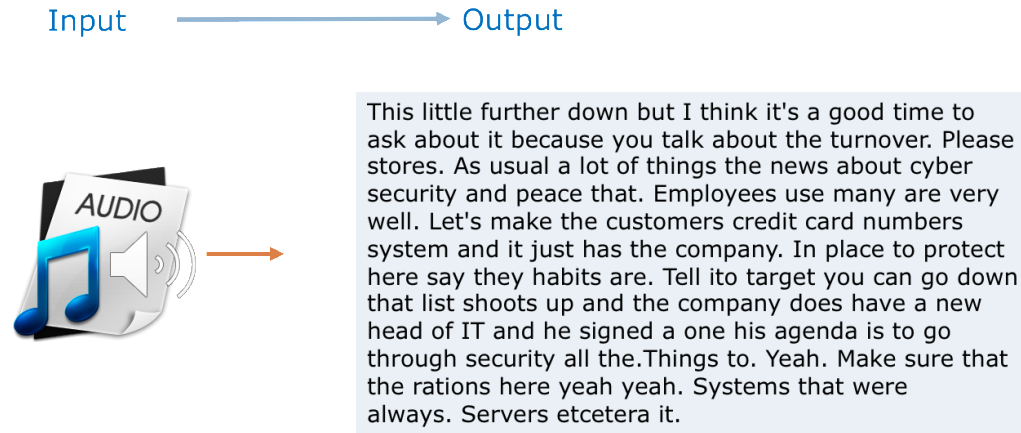 Input
Output
AUDIO
This little further down but I think it's a good time to
ask about it because you talk about the turnover. Please
stores. As usual a lot of things the news about cyber
security and peace that. Employees use many are very
well. Let's make the customers credit card numbers
system and it just has the company. In place to protect
here say they habits are. Tell ito target you can go down
that list shoots up and the company does have a new
head of IT and he signed a one his agenda is to go
through security all the.Things to. Yeah. Make sure that
the rations here yeah yeah. Systems that were
always. Servers etcetera it.